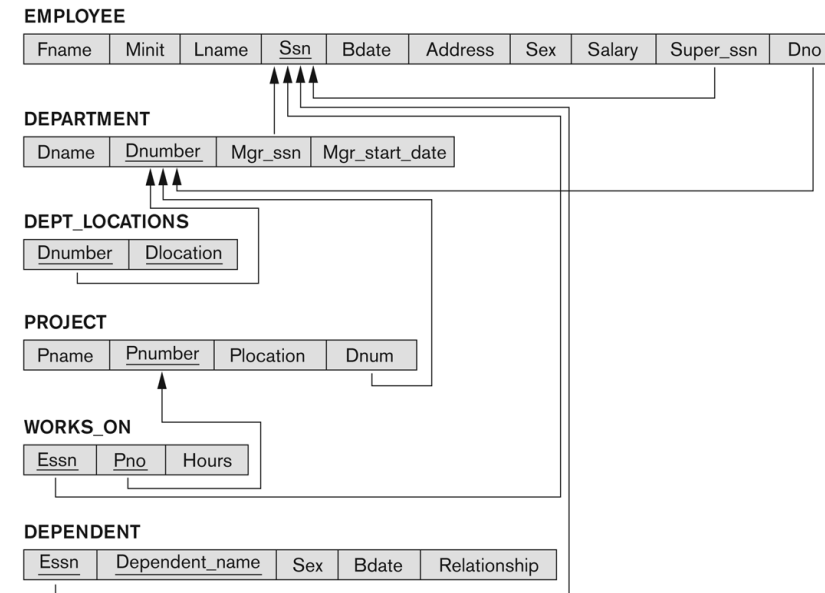 EMPLOYEE
Fname Minit Lname Ssn Bdate Address Sex Salary Super_ssn Dno
DEPARTMENT
Dname Dnumber Mgr_ssn Mgr_start_date
DEPT_LOCATIONS
Dnumber Dlocation
PROJECT
Pname Pnumber Plocation Dnum
WORKS_ON
Essn Pno Hours
DEPENDENT
Essn Dependent_name Sex Bdate Relationship